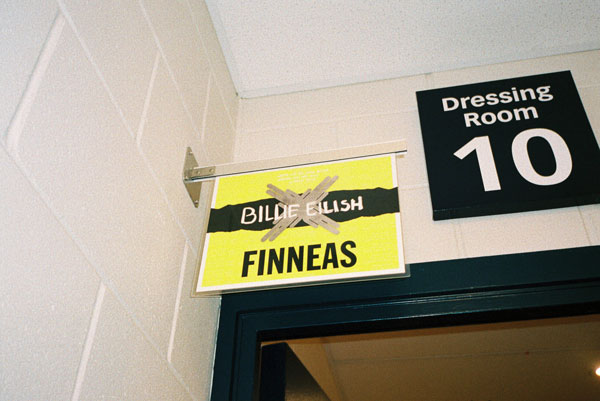 BILLIE EILISH
FINNEAS
Dressing
Room
10